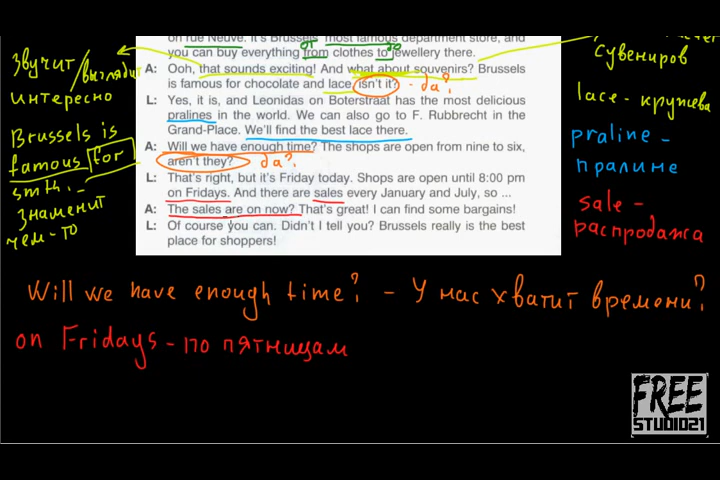 on rue Neuve. It's Brussels' most famous department store, and
you can buy everything from clothes to jewellery there.
от
до
A: Ooh, that sounds exciting! And what about souvenirs? Brussels
is famous for chocolate and lace, isn't it? - да?
L: Yes, it is, and Leonidas on Boterstraat has the most delicious
pralines in the world. We can also go to F. Rubbrecht in the
Grand-Place. We'll find the best lace there.
A: Will we have enough time? The shops are open from nine to six,
aren't they? да?
L: That's right, but it's Friday today. Shops are open until 8:00 pm
on Fridays. And there are sales every January and July, so ...
A: The sales are on now? That's great! I can find some bargains!
L: Of course you can. Didn't I tell you? Brussels really is the best
place for shoppers!
Звучит/выглядит
интересно
Brussels is
famous for
smth. -
знаменит
чем-то
сувениров
lace - кружева
praline -
пралине
sale -
распродажа
Will we have enough time? - У нас хватит времени?
on Fridays - по пятницам
FREE
STUDIO21